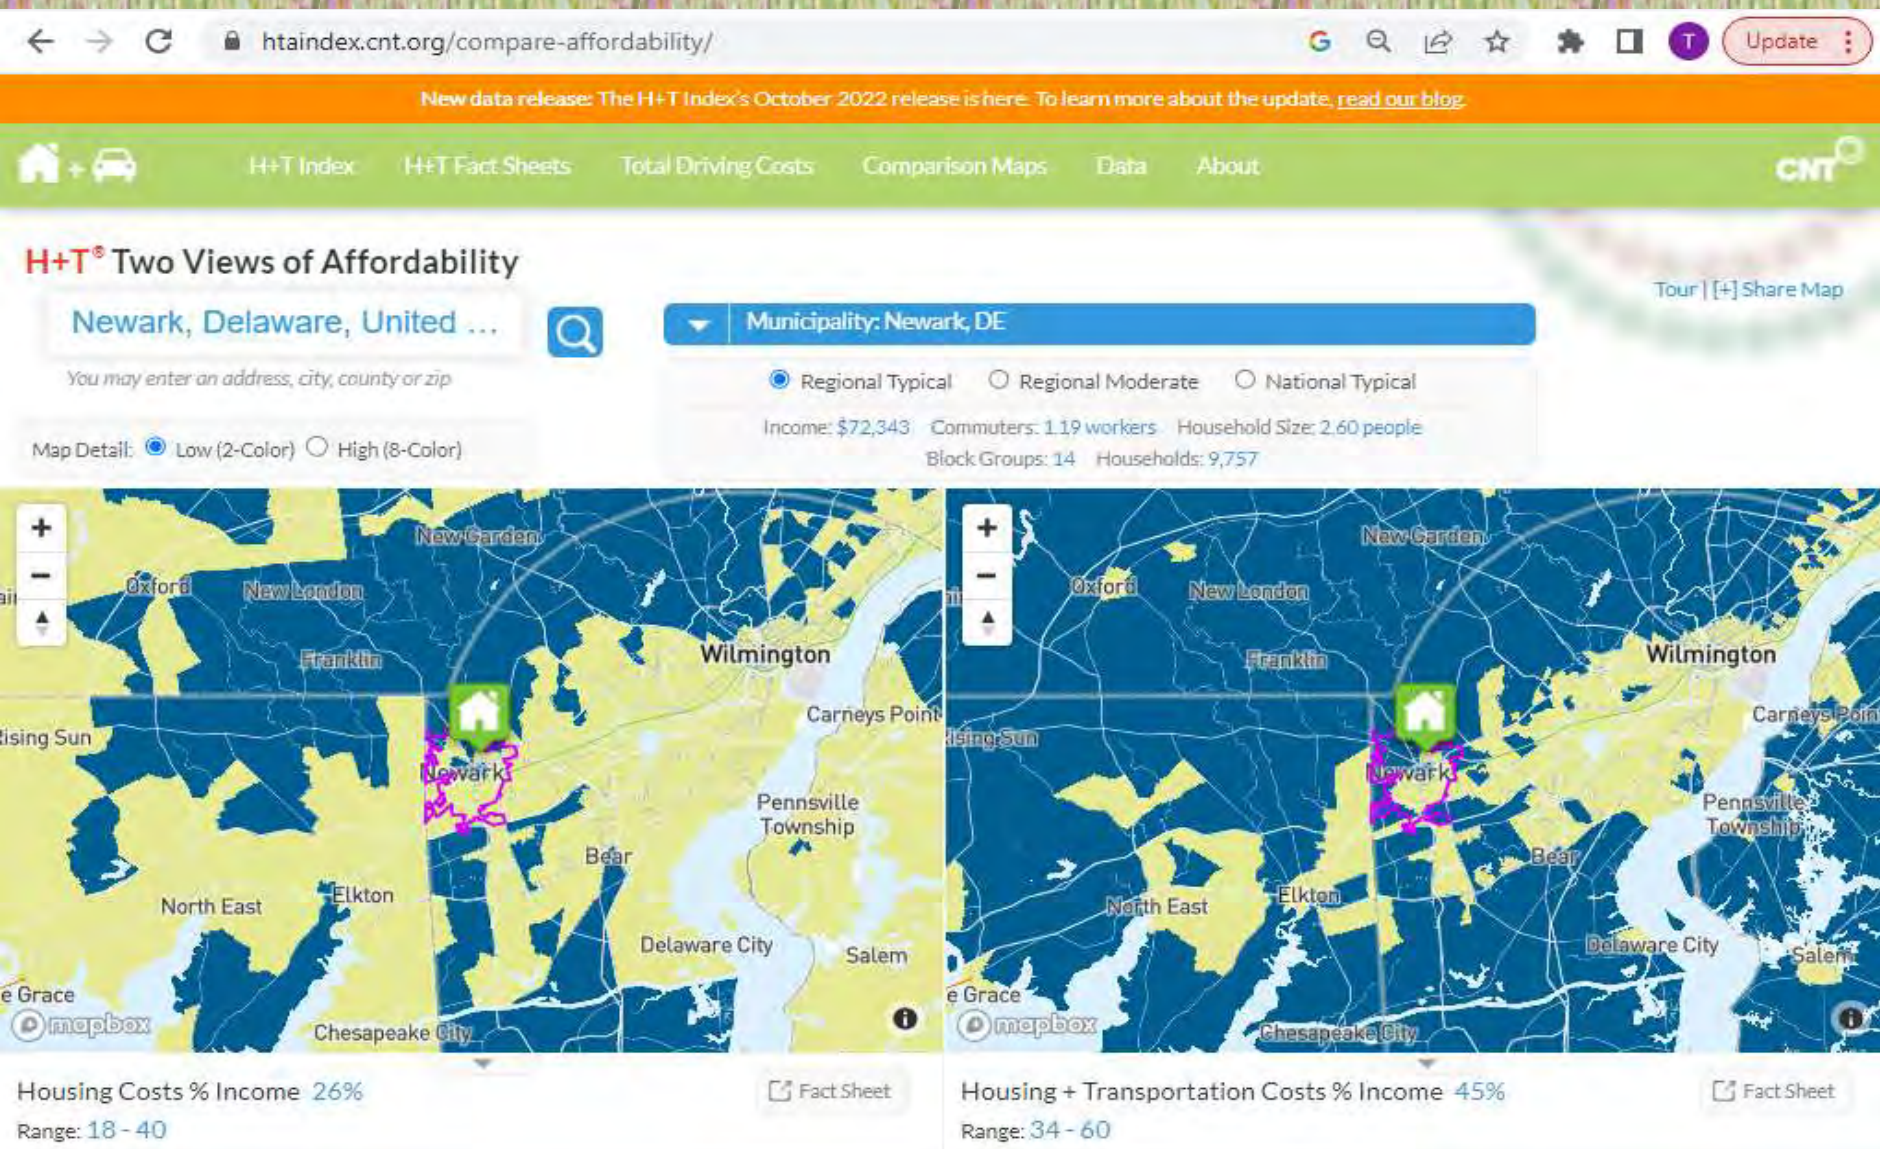 htaindex.cnt.org/compare-affordability/
T
Update
New data release: The H+T Index's October 2022 release is here. To learn more about the update, read our blog.
+
H+T Index H+T Fact Sheets Total Driving Costs Comparison Maps Data About
CNT
H+T® Two Views of Affordability
Tour | [+] Share Map
Newark, Delaware, United ...
Municipality: Newark, DE
You may enter an address, city, county or zip
Regional Typical Regional Moderate National Typical
Income: $72,343 Commuters: 1.19 workers Household Size: 2.60 people
Map Detail: Low (2-Color) High (8-Color)
Block Groups: 14 Households: 9,757
+
−
New Garden
Oxford
New London
Franklin
Wilmington
Carneys Point
Rising Sun
Newark
Pennsville
Township
Bear
Elkton
North East
Delaware City
Salem
e Grace
mapbox
Chesapeake City
+
−
New Garden
Oxford
New London
Franklin
Wilmington
Carneys Poin
Rising Sun
Newark
Pennsville
Township
Bear
Elkton
North East
Delaware City
Salem
e Grace
mapbox
Chesapeake City
Housing Costs % Income 26%
Fact Sheet
Range: 18 - 40
Housing + Transportation Costs % Income 45%
Fact Sheet
Range: 34 - 60